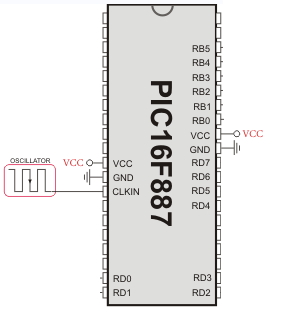 RB5
RB4
RB3
RB2
RB1
RB0
VCC VCC
GND
RD7
RD6
RD5
RD4
RD3
RD2
PIC16F887
OSCILLATOR
VCC VCC
GND
CLKIN
RD0
RD1